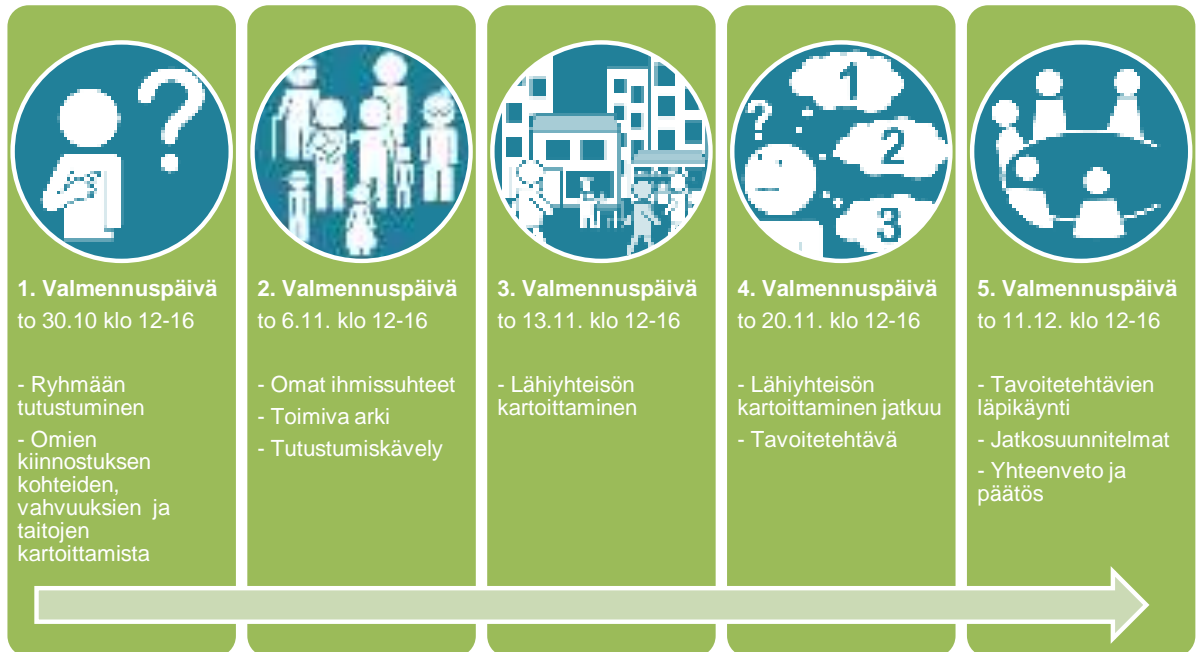 ?
1. Valmennuspäivä
to 30.10 klo 12-16
- Ryhmään
tutustuminen
- Omien
kiinnostuksen
kohteiden,
vahvuuksien ja
taitojen
kartoittamista
2. Valmennuspäivä
to 6.11. klo 12-16
- Omat ihmissuhteet
- Toimiva arki
- Tutustumiskävely
3. Valmennuspäivä
to 13.11. klo 12-16
- Lähiyhteisön
kartoittaminen
1
?
2
3
4. Valmennuspäivä
to 20.11. klo 12-16
- Lähiyhteisön
kartoittaminen jatkuu
- Tavoitetehtävä
5. Valmennuspäivä
to 11.12. klo 12-16
- Tavoitetehtävien
läpikäynti
- Jatkosuunnitelmat
- Yhteenveto ja
päätös